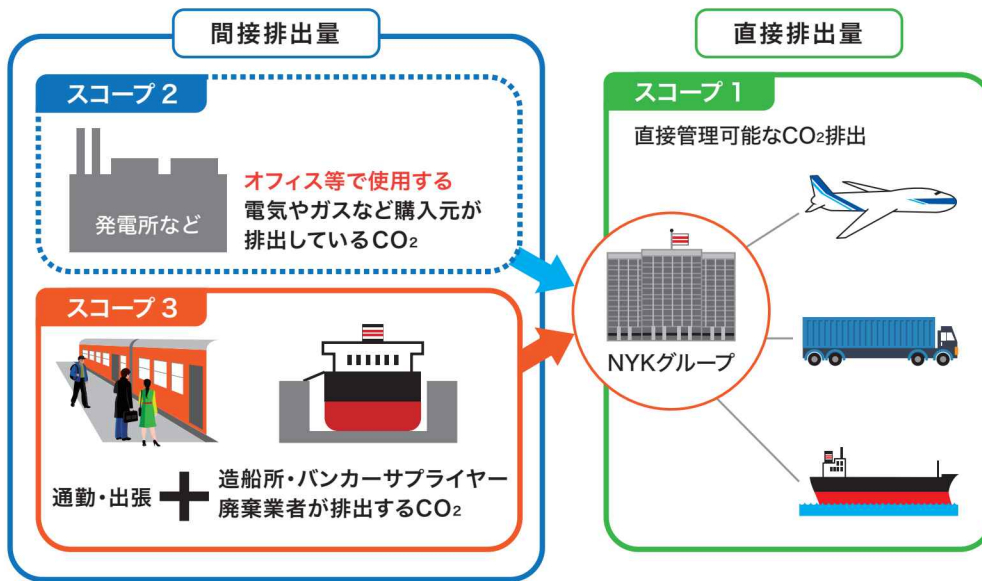 間接排出量
スコープ 2
発電所など
オフィス等で使用する
電気やガスなど購入元が
排出しているCO₂
スコープ 3
通勤・出張
造船所・バンカーサプライヤー
廃棄業者が排出するCO₂
直接排出量
スコープ 1
直接管理可能なCO₂排出
NYKグループ